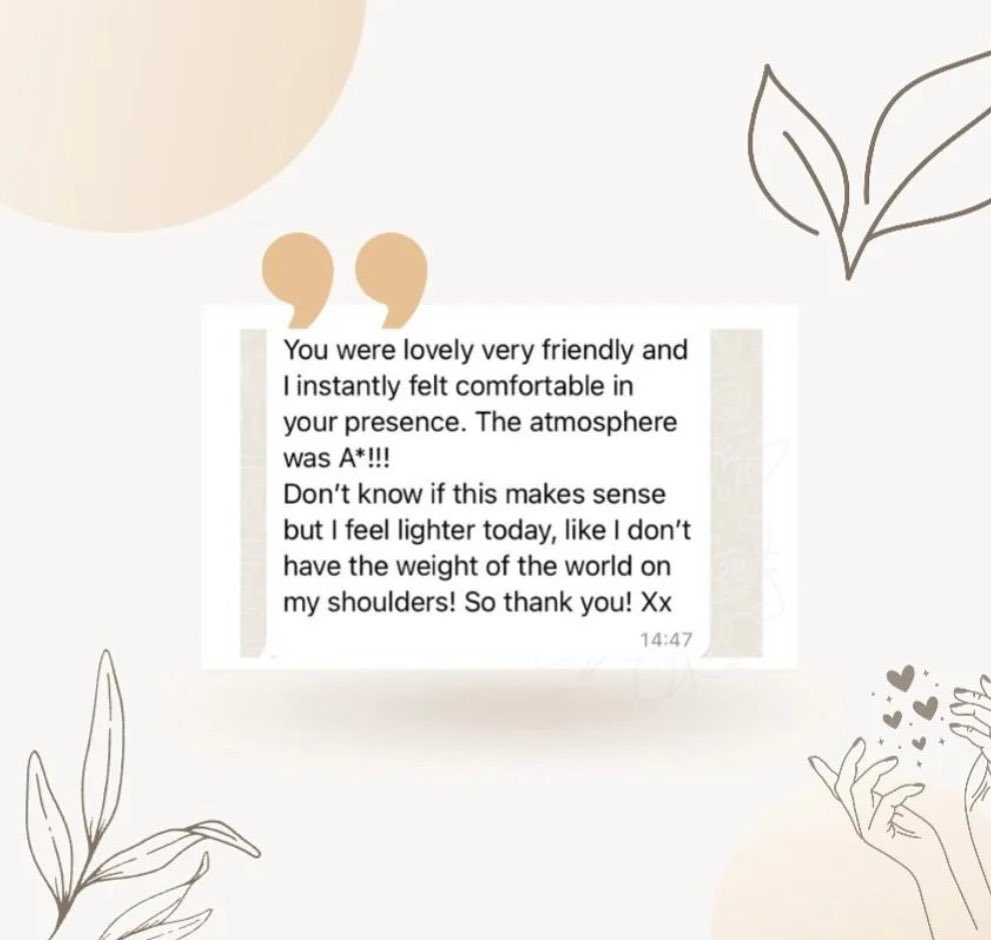 You were lovely very friendly and
I instantly felt comfortable in
your presence. The atmosphere
was A*!!!
Don't know if this makes sense
but I feel lighter today, like I don't
have the weight of the world on
my shoulders! So thank you! Xx
14:47